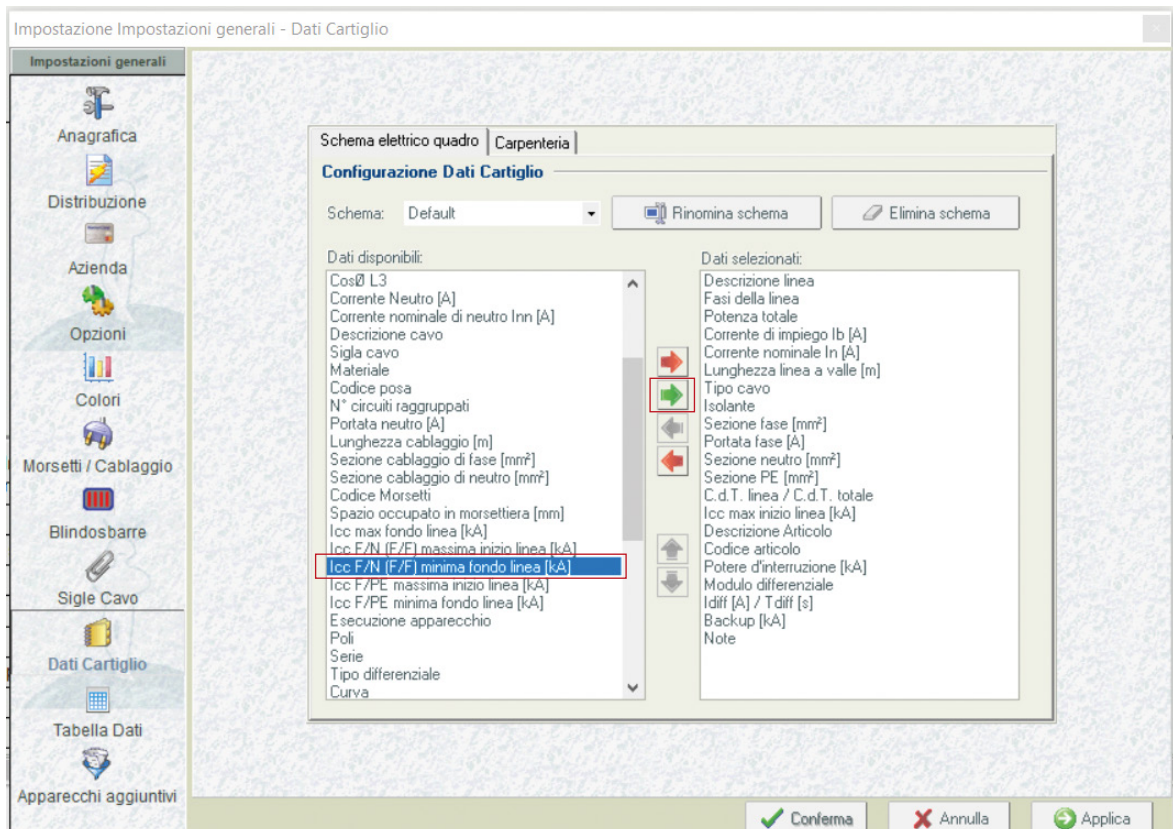 Impostazione Impostazioni generali - Dati Cartiglio
Impostazioni generali
Anagrafica
Distribuzione
Azienda
Opzioni
Colori
Morsetti / Cablaggio
Blindosbarre
Sigle Cavo
Dati Cartiglio
Tabella Dati
Apparecchi aggiuntivi
Schema elettrico quadro
Carpenteria
Configurazione Dati Cartiglio
Schema:
Default
Rinomina schema
Elimina schema
Dati disponibili:
CosØ L3
Corrente Neutro [A]
Corrente nominale di neutro Inn [A]
Descrizione cavo
Sigla cavo
Materiale
Codice posa
N° circuiti raggruppati
Portata neutro [A]
Lunghezza cablaggio [m]
Sezione cablaggio di fase [mm²]
Sezione cablaggio di neutro [mm²]
Codice Morsetti
Spazio occupato in morsettiera [mm]
Icc max fondo linea [kA]
Icc F/N (F/F) massima inizio linea [kA]
Icc F/N (F/F) minima fondo linea [kA]
Icc F/PE massima inizio linea [kA]
Icc F/PE minima fondo linea [kA]
Esecuzione apparecchio
Poli
Serie
Tipo differenziale
Curva
Dati selezionati:
Descrizione linea
Fasi della linea
Potenza totale
Corrente di impiego Ib [A]
Corrente nominale In [A]
Lunghezza linea a valle [m]
Tipo cavo
Isolante
Sezione fase [mm²]
Portata fase [A]
Sezione neutro [mm²]
Sezione PE [mm²]
C.d.T. linea / C.d.T. totale
Icc max inizio linea [kA]
Descrizione Articolo
Codice articolo
Potere d'interruzione [kA]
Modulo differenziale
Idiff [A] / Tdiff [s]
Backup [kA]
Note
Conferma
Annulla
Applica